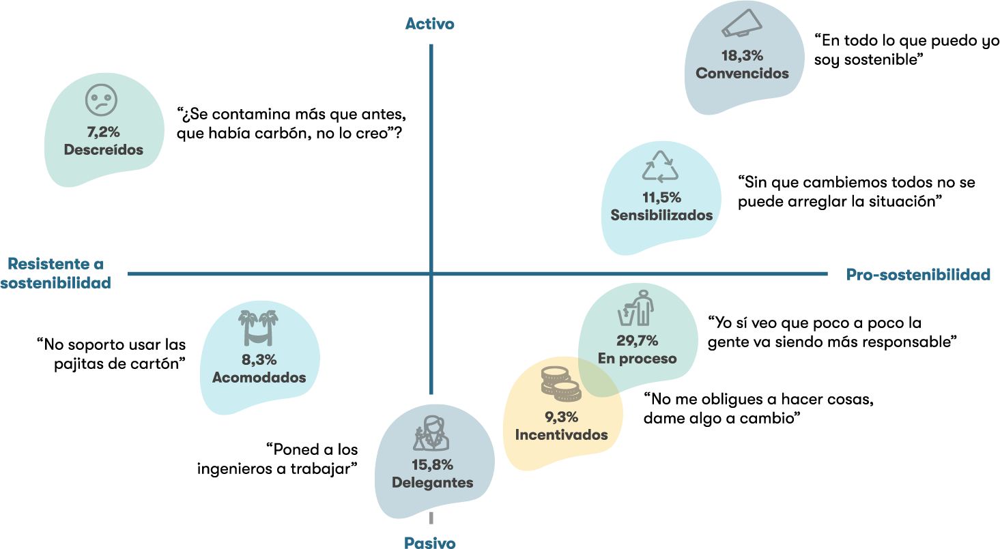 Activo
18,3%
Convencidos
“En todo lo que puedo yo
soy sostenible”
7,2%
Descreídos
“¿Se contamina más que antes,
que había carbón, no lo creo”?
11,5%
Sensibilizados
“Sin que cambiemos todos no se
puede arreglar la situación”
Resistente a
sostenibilidad
Pro-sostenibilidad
“No soporto usar las
pajitas de cartón”
8,3%
Acomodados
29,7%
En proceso
“Yo sí veo que poco a poco la
gente va siendo más responsable”
9,3%
Incentivados
“No me obligues a hacer cosas,
dame algo a cambio”
“Poned a los
ingenieros a trabajar”
15,8%
Delegantes
Pasivo